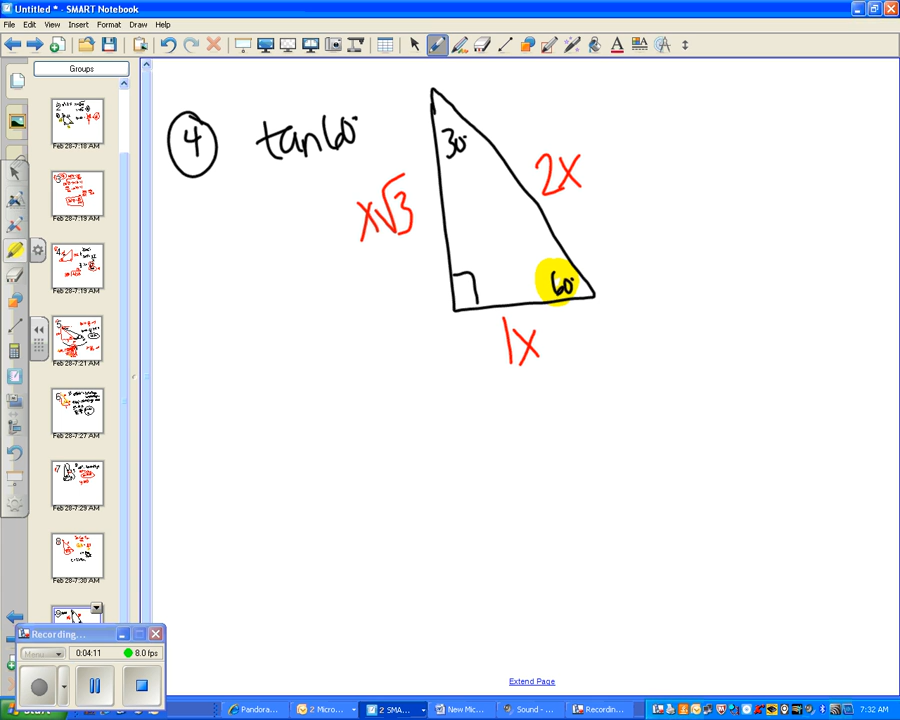 Untitled * - SMART Notebook
File Edit View Insert Format Draw Help
Groups
Feb 28-7:18 AM
Feb 28-7:19 AM
Feb 28-7:19 AM
Feb 28-7:21 AM
Feb 28-7:27 AM
Feb 28-7:29 AM
Feb 28-7:30 AM
4 tan60°
30°
2x
x√3
60°
1x
Recording...
Menu 0:04:11 8.0 fps
Extend Page
Start Pandora... 2 Micro... 2 SMA... New Mic... Sound - ... Recordin... 7:32 AM